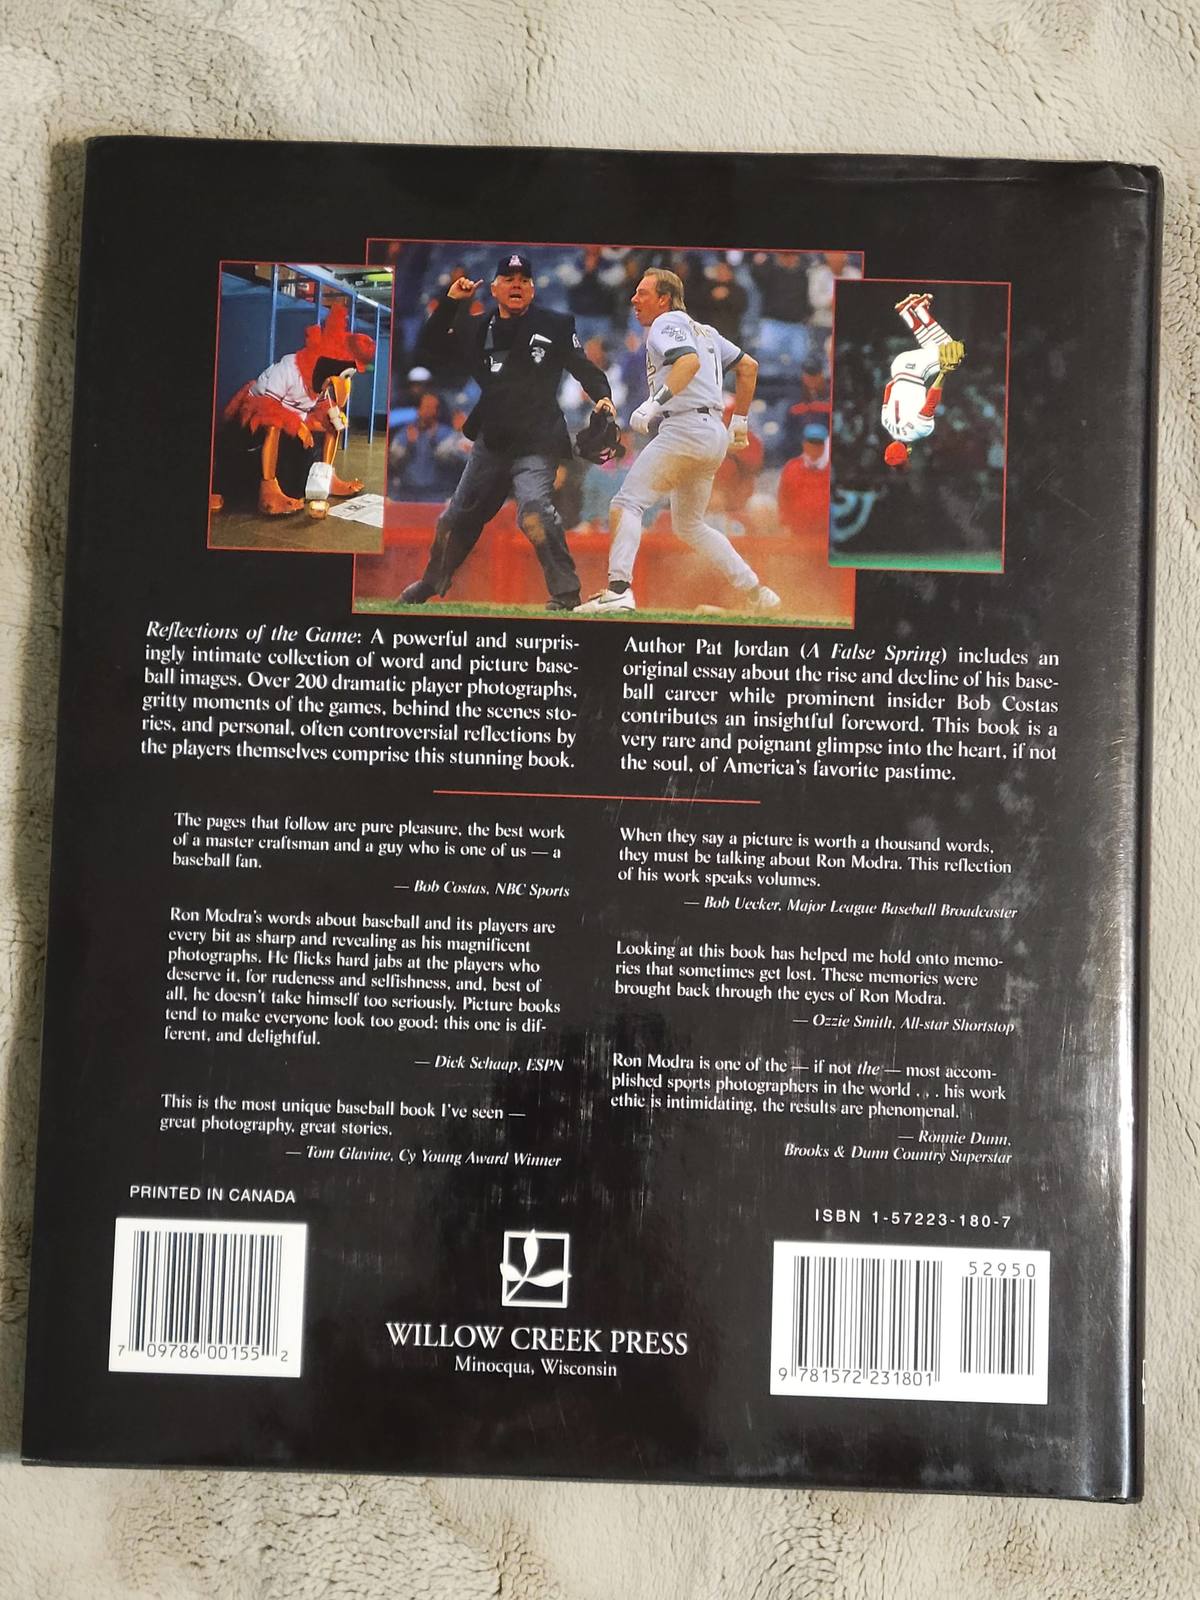 Reflections of the Game: A powerful and surpris-
ingly intimate collection of word and picture base-
ball images. Over 200 dramatic player photographs,
gritty moments of the games, behind the scenes sto-
ries, and personal, often controversial reflections by
the players themselves comprise this stunning book.
Author Pat Jordan (A False Spring) includes an
original essay about the rise and decline of his base-
ball career while prominent insider Bob Costas
contributes an insightful foreword. This book is a
very rare and poignant glimpse into the heart, if not
the soul, of America's favorite pastime.
The pages that follow are pure pleasure, the best work
of a master craftsman and a guy who is one of us — a
baseball fan.
— Bob Costas, NBC Sports
Ron Modra's words about baseball and its players are
every bit as sharp and revealing as his magnificent
photographs. He flicks hard jabs at the players who
deserve it, for rudeness and selfishness, and, best of
all, he doesn't take himself too seriously. Picture books
tend to make everyone look too good; this one is dif-
ferent, and delightful.
— Dick Schaap, ESPN
This is the most unique baseball book I've seen —
great photography, great stories.
— Tom Glavine, Cy Young Award Winner
When they say a picture is worth a thousand words,
they must be talking about Ron Modra. This reflection
of his work speaks volumes.
— Bob Uecker, Major League Baseball Broadcaster
Looking at this book has helped me hold onto memo-
ries that sometimes get lost. These memories were
brought back through the eyes of Ron Modra.
— Ozzie Smith, All-star Shortstop
Ron Modra is one of the — if not the — most accom-
plished sports photographers in the world . . . his work
ethic is intimidating, the results are phenomenal.
— Ronnie Dunn,
Brooks & Dunn Country Superstar
PRINTED IN CANADA
7 09786 00155 2
WILLOW CREEK PRESS
Minocqua, Wisconsin
ISBN 1-57223-180-7
52950
9 781572 231801